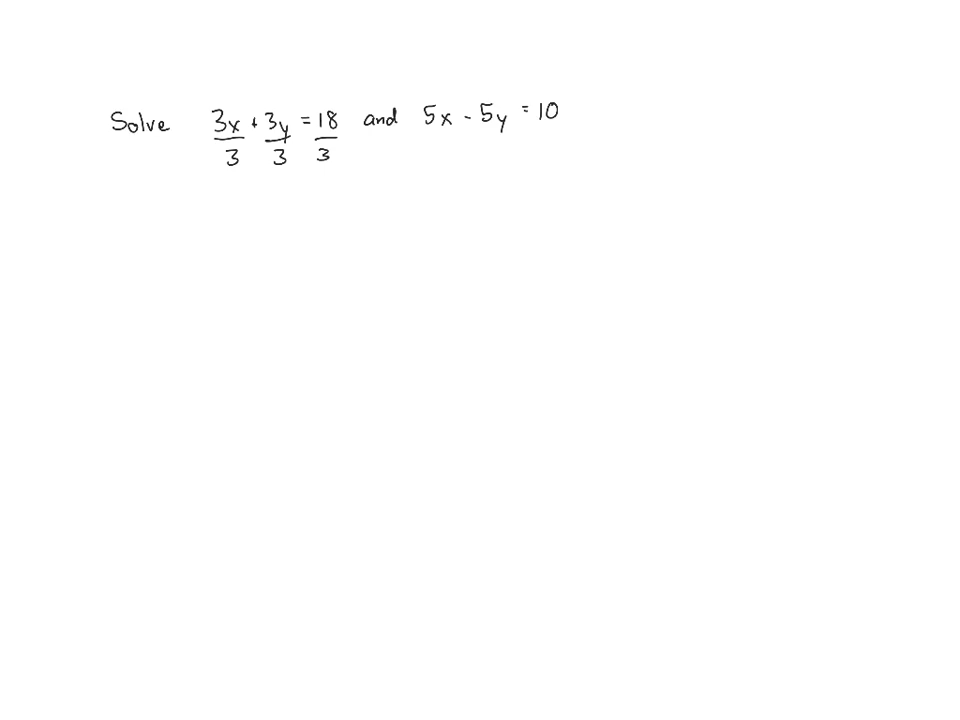 Solve 3x + 3y = 18 and 5x - 5y = 10
3 3 3